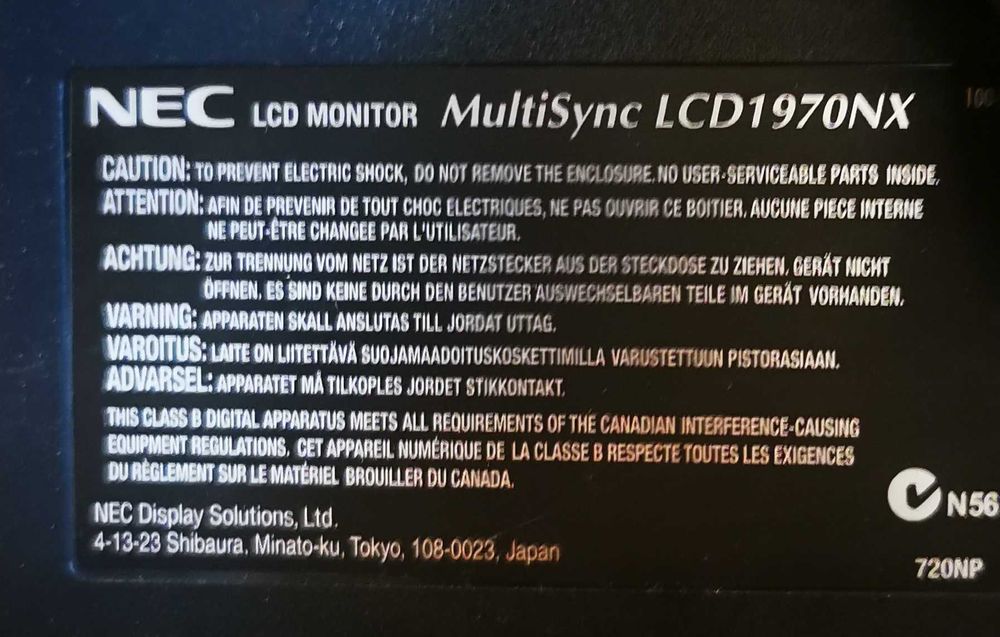 NEC LCD MONITOR MultiSync LCD1970NX
CAUTION: TO PREVENT ELECTRIC SHOCK, DO NOT REMOVE THE ENCLOSURE. NO USER-SERVICEABLE PARTS INSIDE.
ATTENTION: AFIN DE PREVENIR DE TOUT CHOC ELECTRIQUES, NE PAS OUVRIR CE BOITIER. AUCUNE PIECE INTERNE
NE PEUT-ÊTRE CHANGEE PAR L'UTILISATEUR.
ACHTUNG: ZUR TRENNUNG VOM NETZ IST DER NETZSTECKER AUS DER STECKDOSE ZU ZIEHEN. GERÄT NICHT
ÖFFNEN. ES SIND KEINE DURCH DEN BENUTZER AUSWECHSELBAREN TEILE IM GERÄT VORHANDEN.
VARNING: APPARATEN SKALL ANSLUTAS TILL JORDAT UTTAG.
VAROITUS: LAITE ON LIITETTÄVÄ SUOJAMAADOITUSKOSKETTIMILLA VARUSTETTUUN PISTORASIAAN.
ADVARSEL: APPARATET MÅ TILKOPLES JORDET STIKKONTAKT.
THIS CLASS B DIGITAL APPARATUS MEETS ALL REQUIREMENTS OF THE CANADIAN INTERFERENCE-CAUSING
EQUIPMENT REGULATIONS. CET APPAREIL NUMÉRIQUE DE LA CLASSE B RESPECTE TOUTES LES EXIGENCES
DU RÈGLEMENT SUR LE MATÉRIEL BROUILLER DU CANADA.
NEC Display Solutions, Ltd.
4-13-23 Shibaura, Minato-ku, Tokyo, 108-0023, Japan
N56
720NP